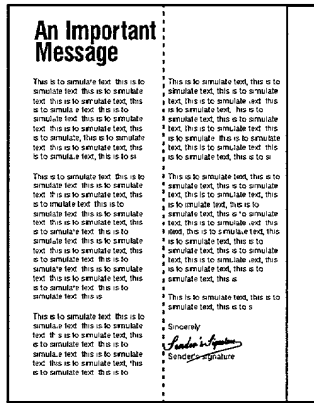 An Important
Message
This is to simulate text this is to
simulate text this is to simulate
text this is to simulate text, this
is to simulate text this is to
simulate text this is to simulate
text this is to simulate text, this
is to simulate, this is to simulate
text this is to simulate text, this
is to simulate text, this is to si
This is to simulate text this is to
simulate text this is to simulate
text this is to simulate text, this
is to imulate text this is to
simulate text this is to simulate
text this is to simulate text, this
is to simulate text this is to
simulate text this is to simulate
text this is to simulate text, this
is to simulate text this is to
simulate text this is to simulate
text this is to simulate text, this
is to simulate text this is to
simulate text this is
This is to simulate text this is to
simulate text this is to simulate
text this is to simulate text, this
is to simulate text this is to
simulate text this is to simulate
text this is to simulate text, this
is to simulate text this is to
This is to simulate text, this is to
simulate text, this is to simulate
text, this is to simulate text, this
is to simulate text, this is to
simulate text, this is to simulate
text, this is to simulate text, this
is to simulate this is to simulate
text, this is to simulate text, this
is to simulate text, this is to si
This is to simulate text, this is to
simulate text, this is to simulate
text, this is to simulate text, this
is to imulate text, this is to
simulate text, this is to simulate
text, this is to simulate text, this
text, this is to simulate text, this
is to simulate text, this is to
simulate text, this is to simulate
text, this is to simulate text, this
is to simulate text, this is to
simulate text, this is
This is to simulate text, this is to
simulate text, this is to s
Sincerely
Sender's Signature
Sender's signature